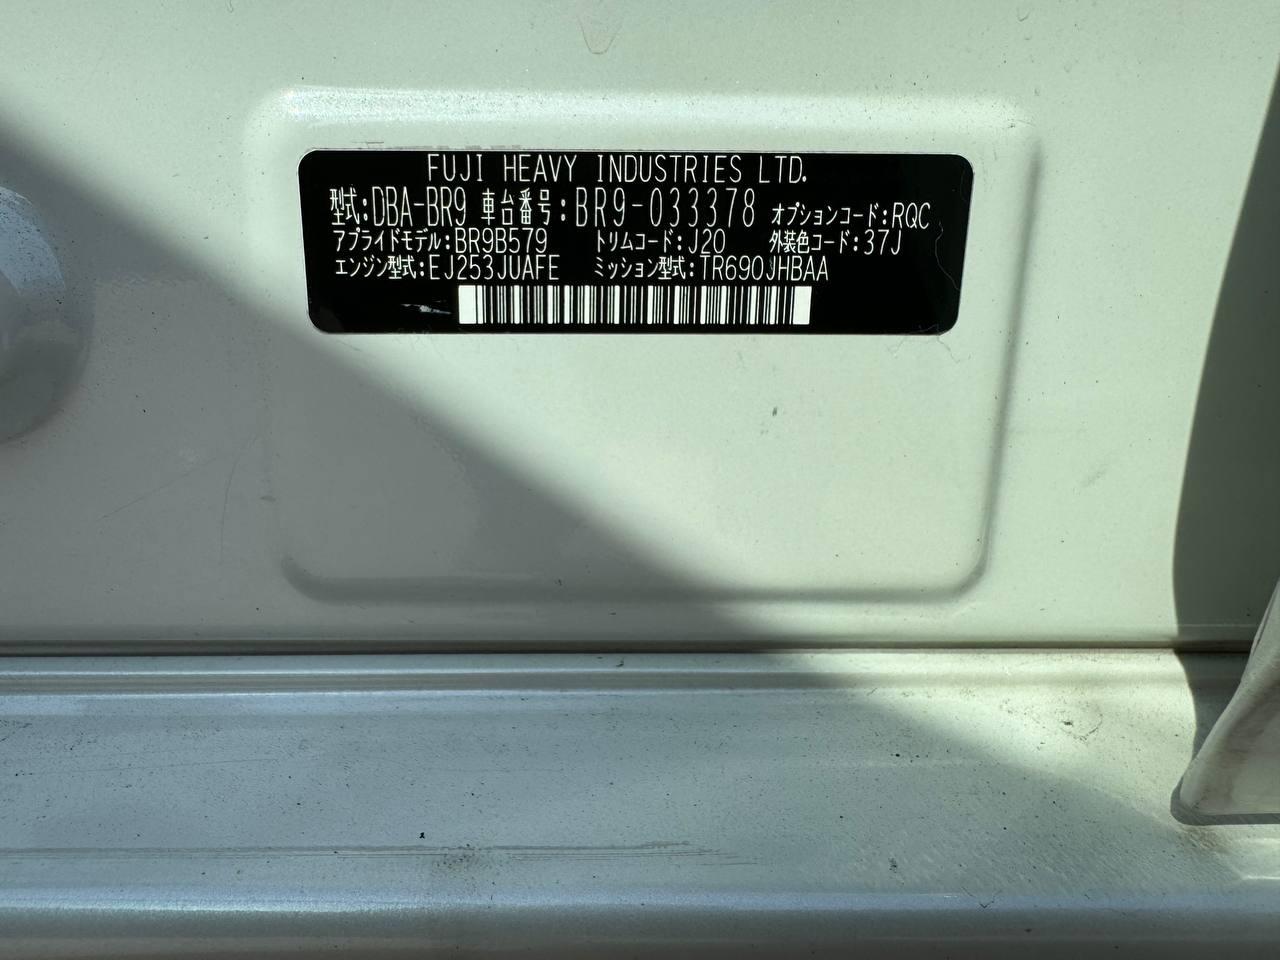 FUJI HEAVY INDUSTRIES LTD.
型式:DBA-BR9 車台番号:BR9-033378 オプションコード:RQC
アプライドモデル:BR9B579 トリムコード:J20 外装色コード:37J
エンジン型式:EJ253JUAFE ミッション型式:TR690JHBAA